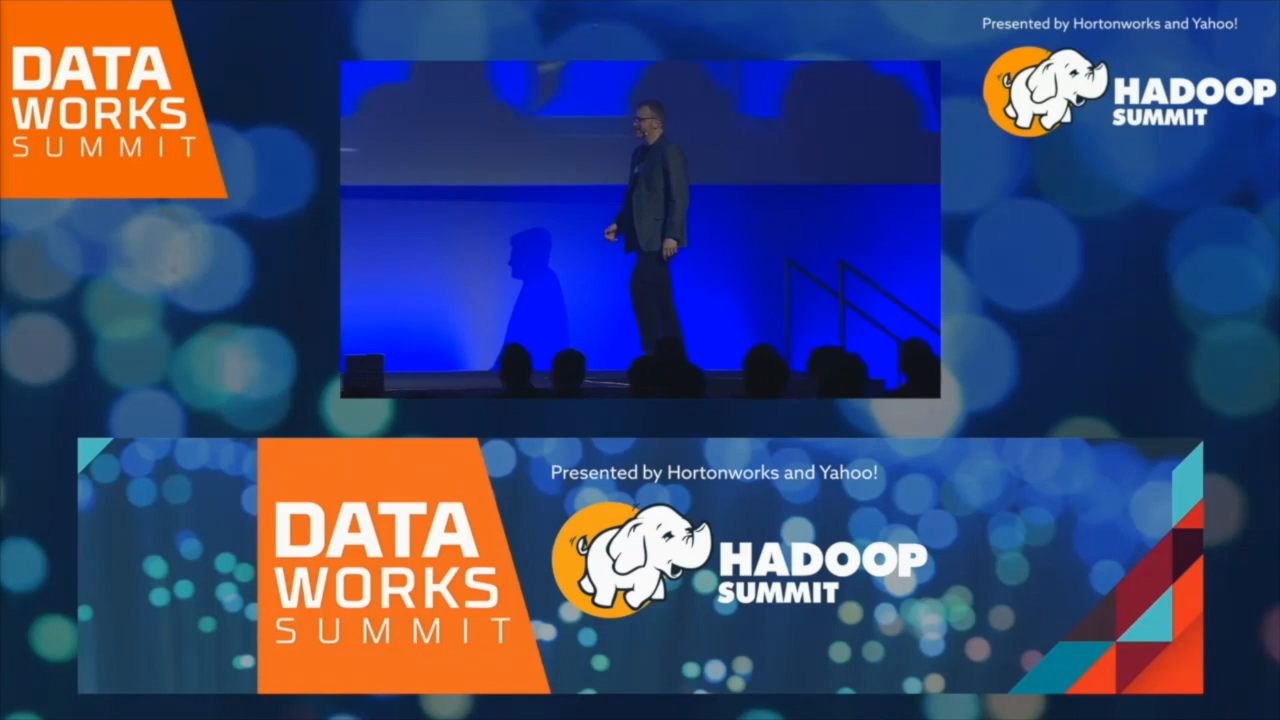 DATA
WORKS
SUMMIT
Presented by Hortonworks and Yahoo!
HADOOP
SUMMIT
DATA
WORKS
SUMMIT
Presented by Hortonworks and Yahoo!
HADOOP
SUMMIT